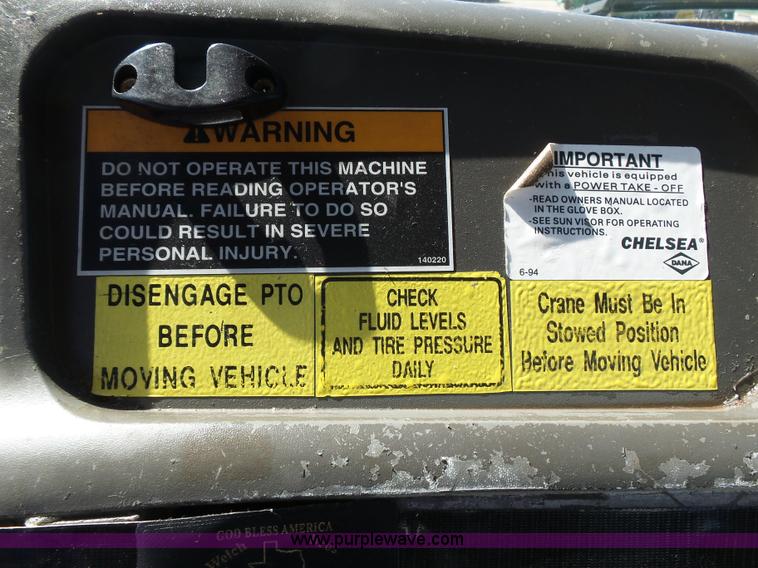 WARNING
DO NOT OPERATE THIS MACHINE
BEFORE READING OPERATOR'S
MANUAL. FAILURE TO DO SO
COULD RESULT IN SEVERE
PERSONAL INJURY.
140220
IMPORTANT
This vehicle is equipped
with a POWER TAKE - OFF
-READ OWNERS MANUAL LOCATED
IN THE GLOVE BOX.
-SEE SUN VISOR FOR OPERATING
INSTRUCTIONS.
CHELSEA®
DANA
6-94
DISENGAGE PTO
BEFORE
MOVING VEHICLE
CHECK
FLUID LEVELS
AND TIRE PRESSURE
DAILY
Crane Must Be In
Stowed Position
Before Moving Vehicle
GOD BLESS AMERICA
Welch
www.purplewave.com